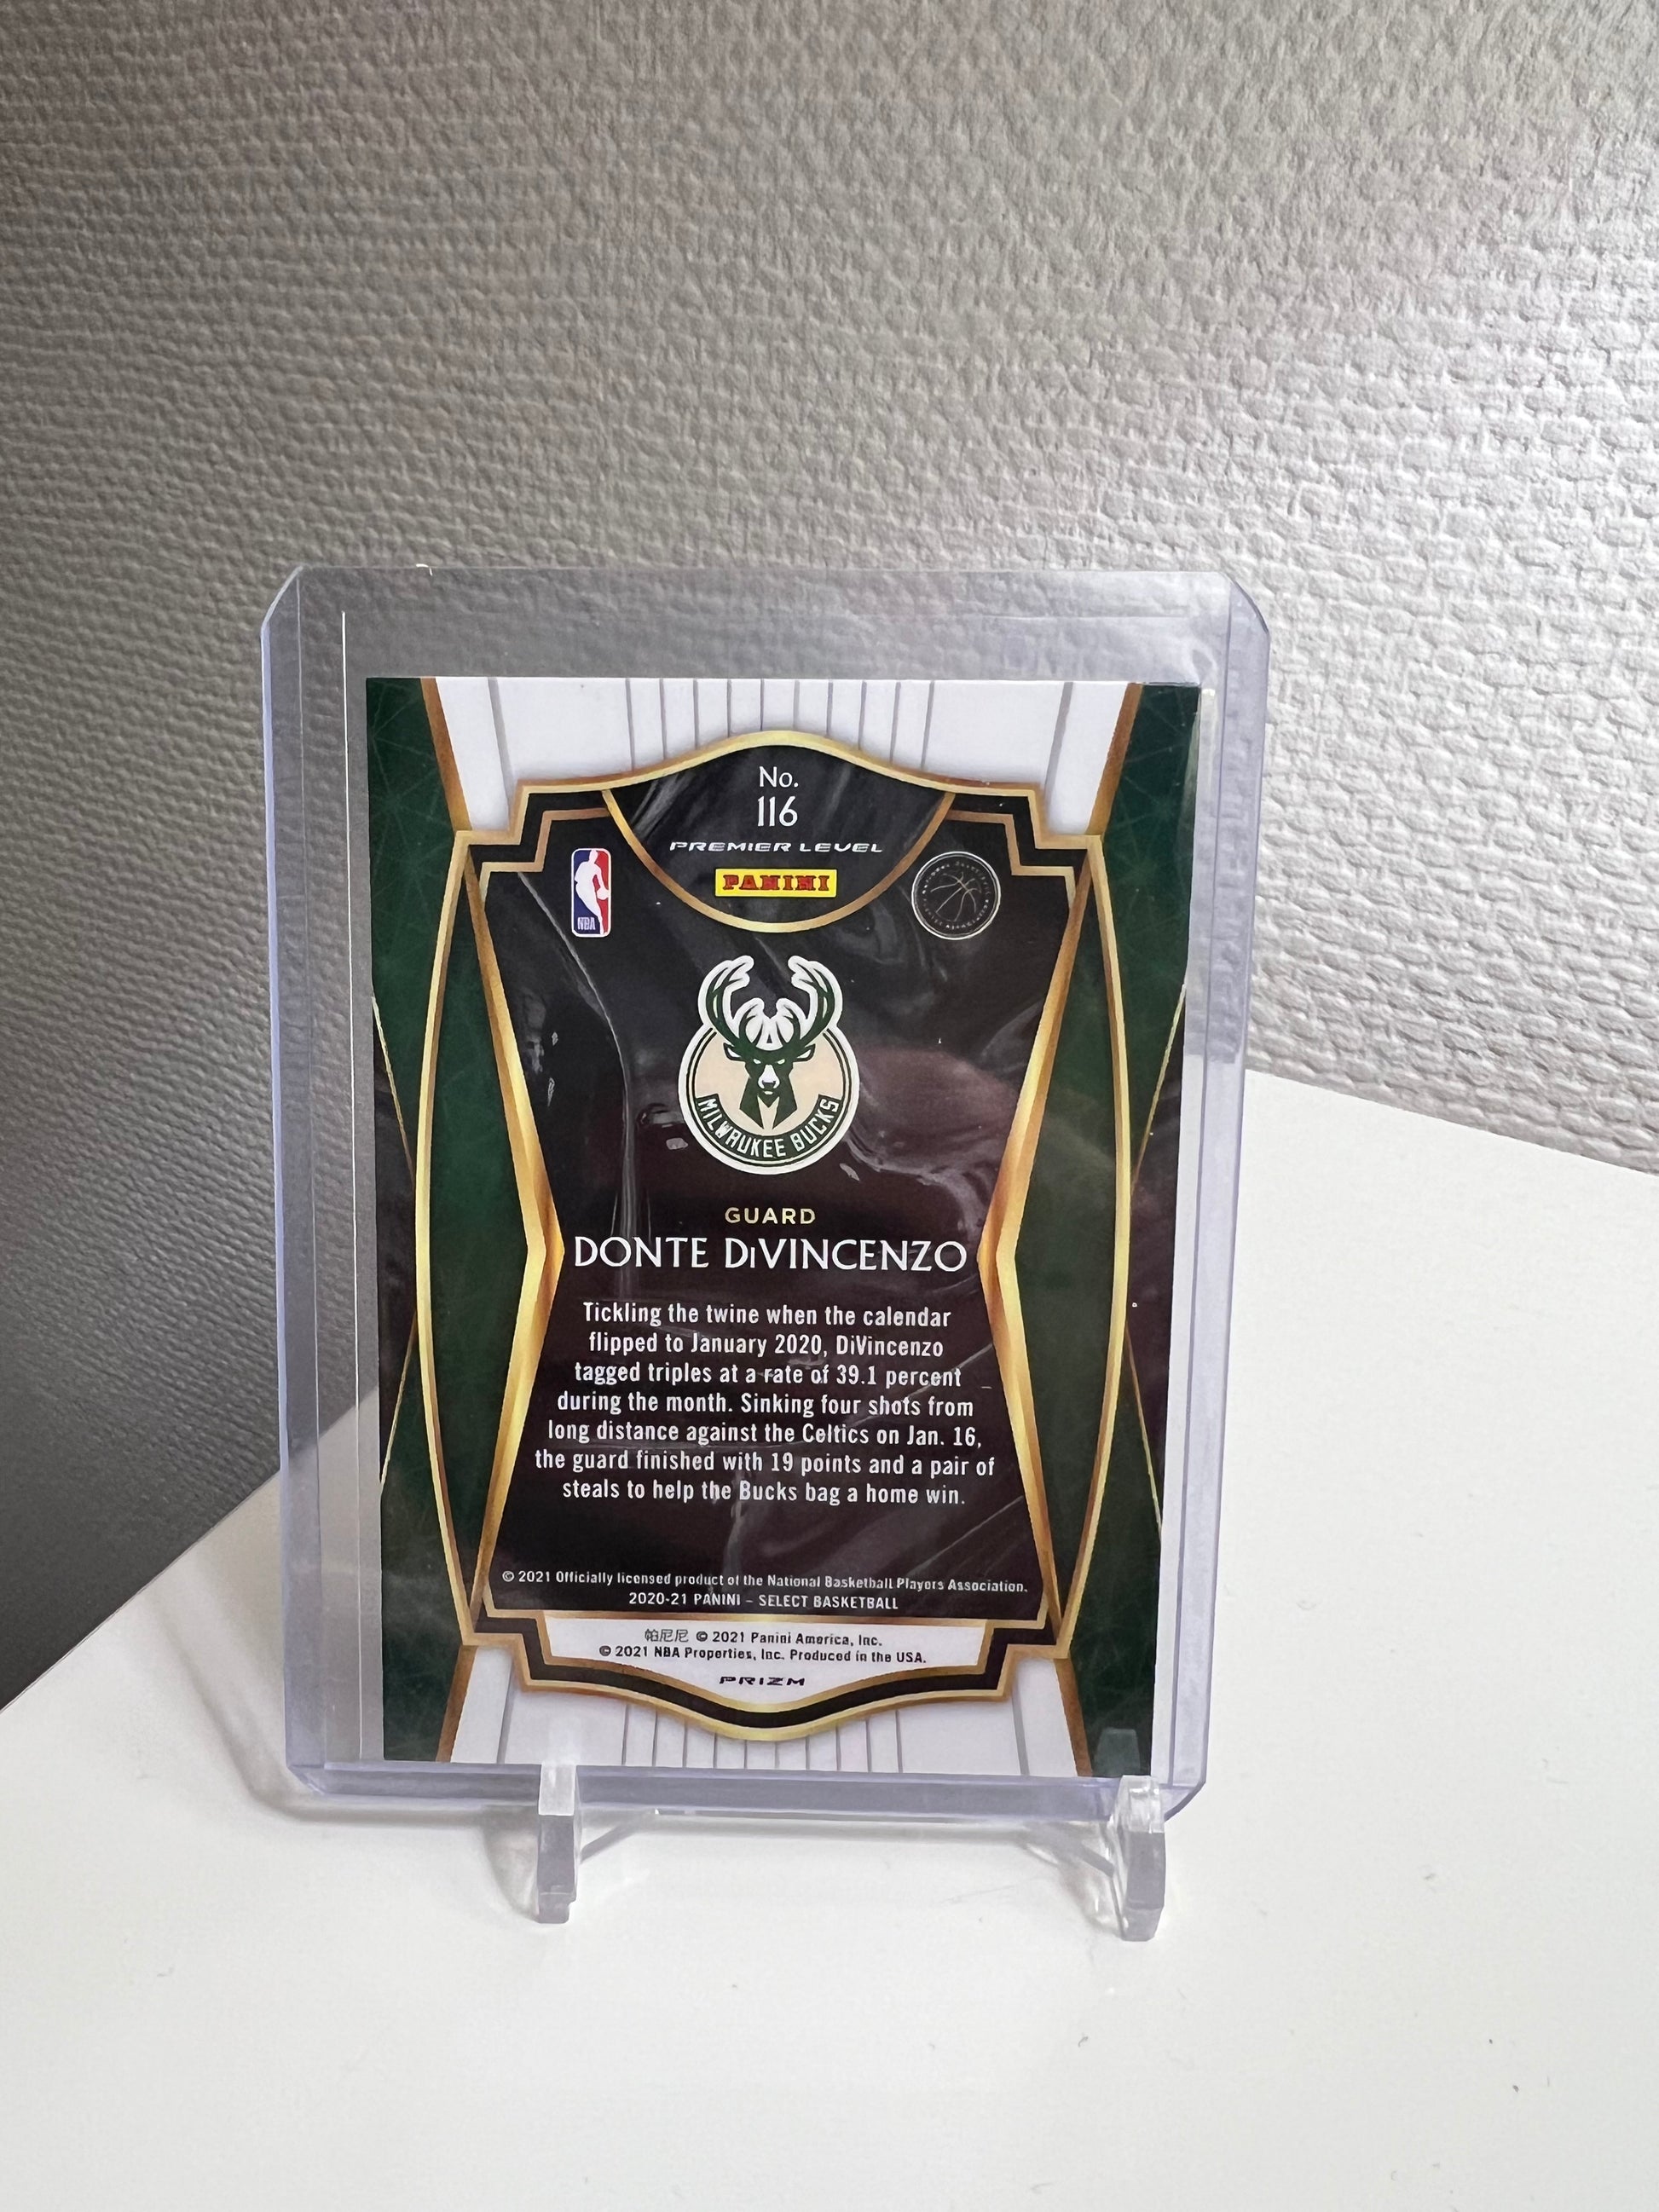 No.
116
PREMIER LEVEL
PANINI
NBA
MILWAUKEE BUCKS
GUARD
DONTE DiVINCENZO
Tickling the twine when the calendar
flipped to January 2020, DiVincenzo
tagged triples at a rate of 39.1 percent
during the month. Sinking four shots from
long distance against the Celtics on Jan. 16,
the guard finished with 19 points and a pair of
steals to help the Bucks bag a home win.
© 2021 Officially licensed product of the National Basketball Players Association.
2020-21 PANINI – SELECT BASKETBALL
帕尼尼 © 2021 Panini America, Inc.
© 2021 NBA Properties, Inc. Produced in the USA.
PRIZM